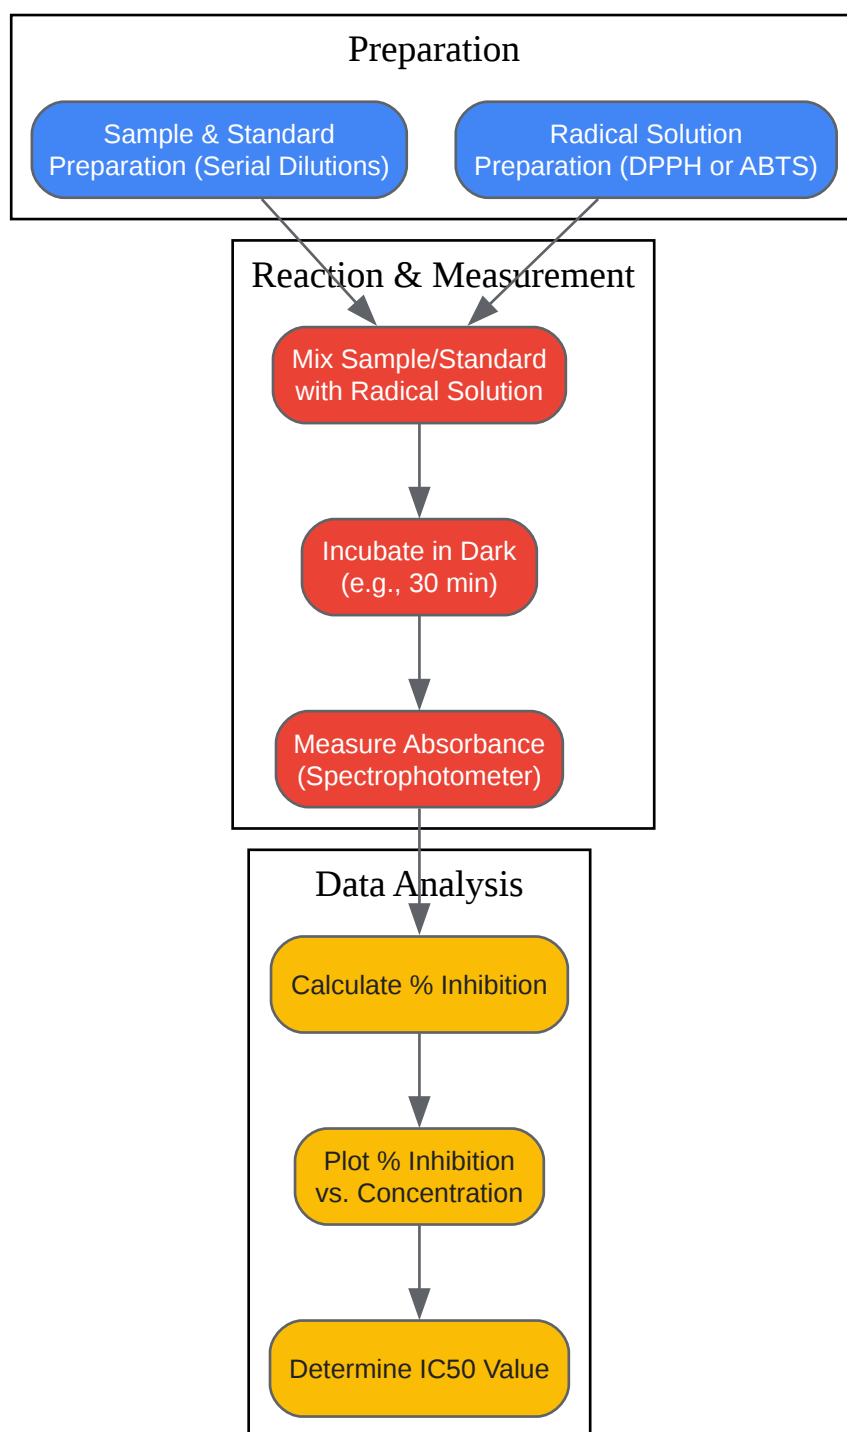 Preparation
Sample & Standard
Preparation (Serial Dilutions)
Radical Solution
Preparation (DPPH or ABTS)
Reaction & Measurement
Mix Sample/Standard
with Radical Solution
Incubate in Dark
(e.g., 30 min)
Measure Absorbance
(Spectrophotometer)
Data Analysis
Calculate % Inhibition
Plot % Inhibition
vs. Concentration
Determine IC50 Value